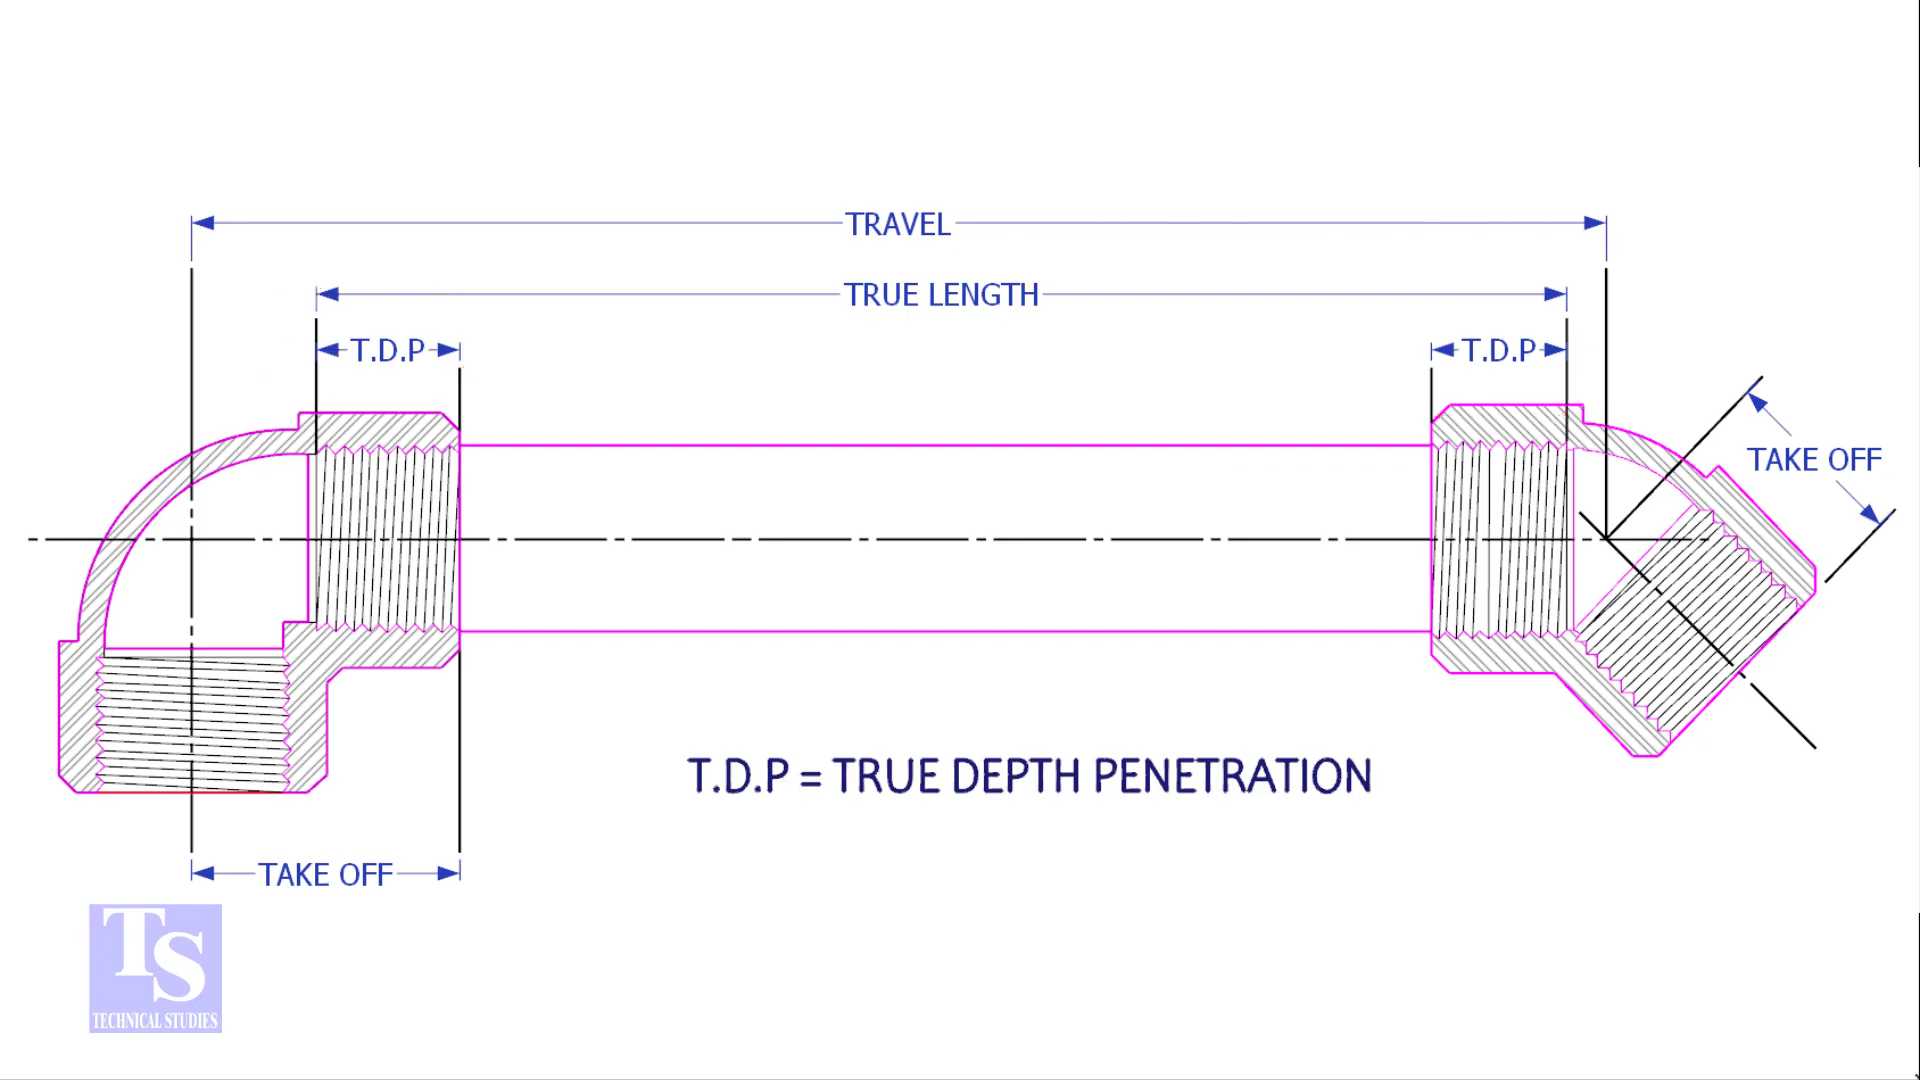 TRAVEL
TRUE LENGTH
T.D.P
T.D.P
TAKE OFF
T.D.P = TRUE DEPTH PENETRATION
TAKE OFF
TS
TECHNICAL STUDIES